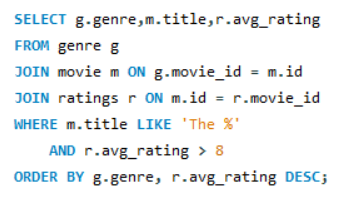 SELECT g.genre,m.title,r.avg_rating
FROM genre g
JOIN movie m ON g.movie_id = m.id
JOIN ratings r ON m.id = r.movie_id
WHERE m.title LIKE 'The %'
    AND r.avg_rating > 8
ORDER BY g.genre, r.avg_rating DESC;